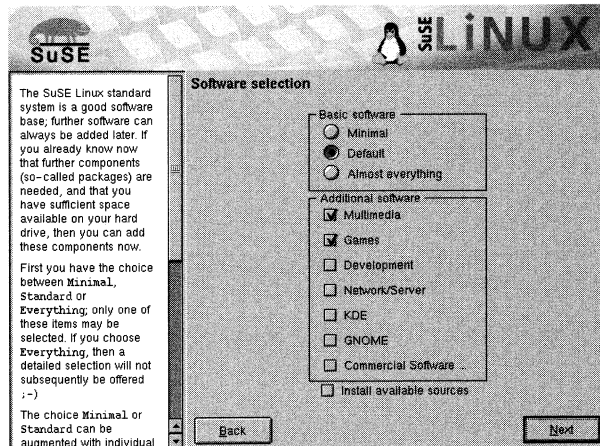 SuSE
SuSE LiNUX
The SuSE Linux standard
system is a good software
base; further software can
always be added later. If
you already know now
that further components
(so-called packages) are
needed, and that you
have sufficient space
available on your hard
drive, then you can add
these components now.
First you have the choice
between Minimal,
Standard or
Everything; only one of
these items may be
selected. If you choose
Everything, then a
detailed selection will not
subsequently be offered
;-)
The choice Minimal or
Standard can be
augmented with individual
Software selection
Basic software
Minimal
Default
Almost everything
Additional software
Multimedia
Games
Development
Network/Server
KDE
GNOME
Commercial Software ..
Install available sources
Back
Next